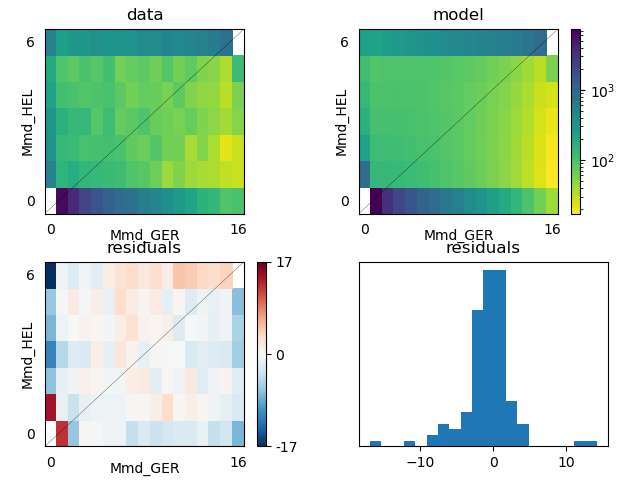 data
6
Mmd_HEL
0
0
Mmd_GER
16
model
6
Mmd_HEL
0
0
Mmd_GER
16
10³
10²
residuals
6
Mmd_HEL
0
0
Mmd_GER
16
17
0
-17
residuals
−10
0
10